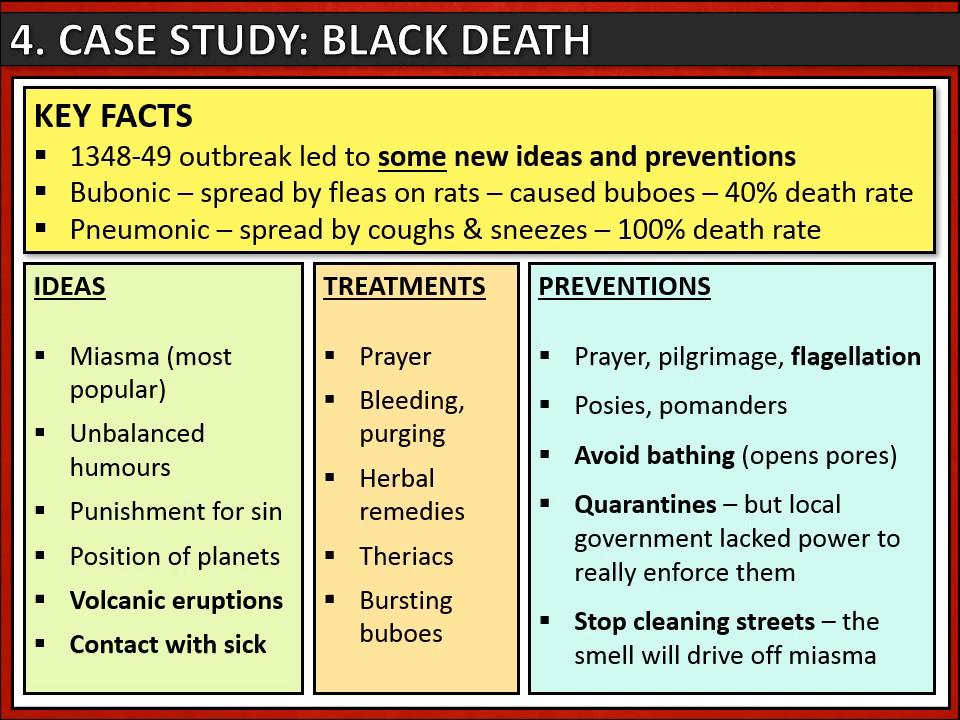 4. CASE STUDY: BLACK DEATH
KEY FACTS
▪ 1348-49 outbreak led to some new ideas and preventions
▪ Bubonic – spread by fleas on rats – caused buboes – 40% death rate
▪ Pneumonic – spread by coughs & sneezes – 100% death rate
IDEAS
▪ Miasma (most
popular)
▪ Unbalanced
humours
▪ Punishment for sin
▪ Position of planets
▪ Volcanic eruptions
▪ Contact with sick
TREATMENTS
▪ Prayer
▪ Bleeding,
purging
▪ Herbal
remedies
▪ Theriacs
▪ Bursting
buboes
PREVENTIONS
▪ Prayer, pilgrimage, flagellation
▪ Posies, pomanders
▪ Avoid bathing (opens pores)
▪ Quarantines – but local
government lacked power to
really enforce them
▪ Stop cleaning streets – the
smell will drive off miasma